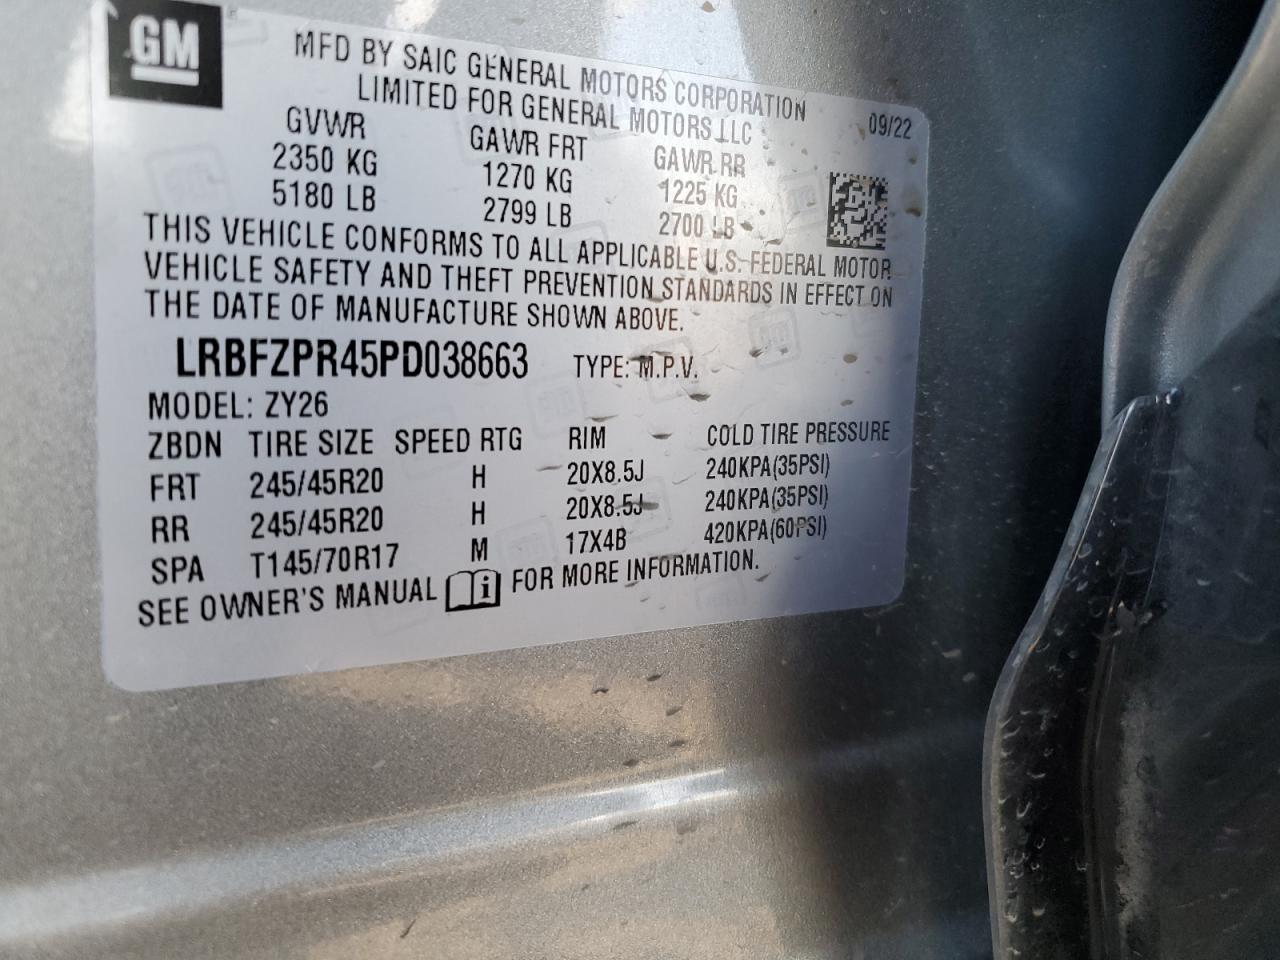 GM
MFD BY SAIC GENERAL MOTORS CORPORATION
LIMITED FOR GENERAL MOTORS LLC
09/22
GVWR GAWR FRT GAWR RR
2350 KG 1270 KG 1225 KG
5180 LB 2799 LB 2700 LB
THIS VEHICLE CONFORMS TO ALL APPLICABLE U.S. FEDERAL MOTOR
VEHICLE SAFETY AND THEFT PREVENTION STANDARDS IN EFFECT ON
THE DATE OF MANUFACTURE SHOWN ABOVE.
LRBFZPR45PD038663 TYPE: M.P.V.
MODEL: ZY26
ZBDN TIRE SIZE SPEED RTG RIM COLD TIRE PRESSURE
FRT 245/45R20 H 20X8.5J 240KPA(35PSI)
RR 245/45R20 H 20X8.5J 240KPA(35PSI)
SPA T145/70R17 M 17X4B 420KPA(60PSI)
SEE OWNER'S MANUAL i FOR MORE INFORMATION.